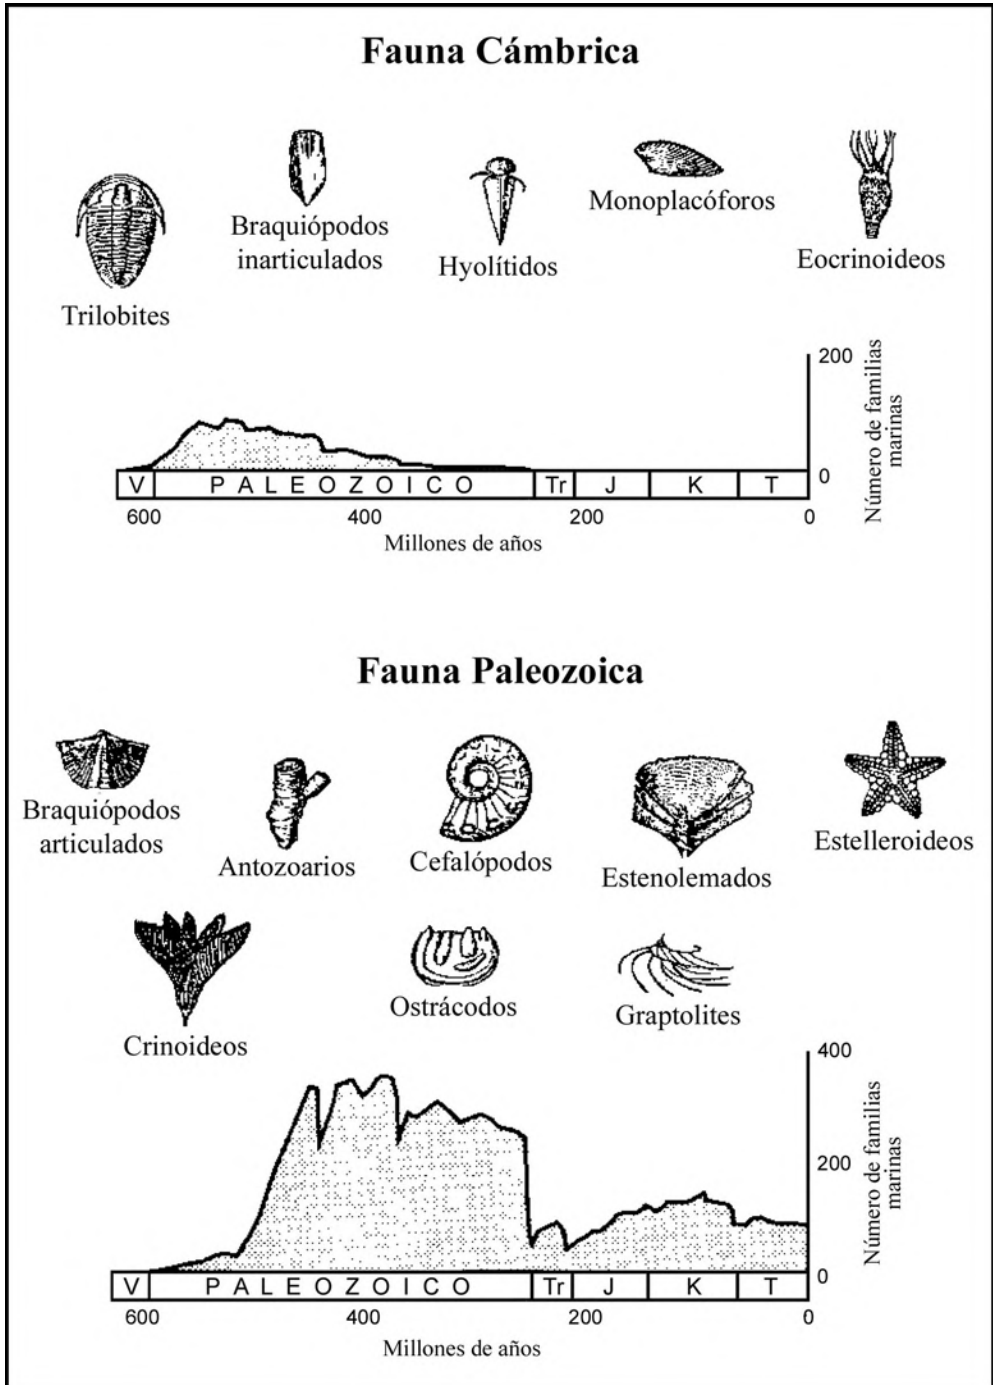 Fauna Cámbrica
Trilobites
Braquiópodos
inarticulados
Hyolítidos
Monoplacóforos
Eocrinoideos
200
0
Número de familias
marinas
V
PALEOZOICO
Tr
J
K
T
600
400
200
0
Millones de años
Fauna Paleozoica
Braquiópodos
articulados
Antozoarios
Cefalópodos
Estenolemados
Estelleroideos
Crinoideos
Ostrácodos
Graptolites
400
200
0
Número de familias
marinas
V
PALEOZOICO
Tr
J
K
T
600
400
200
0
Millones de años